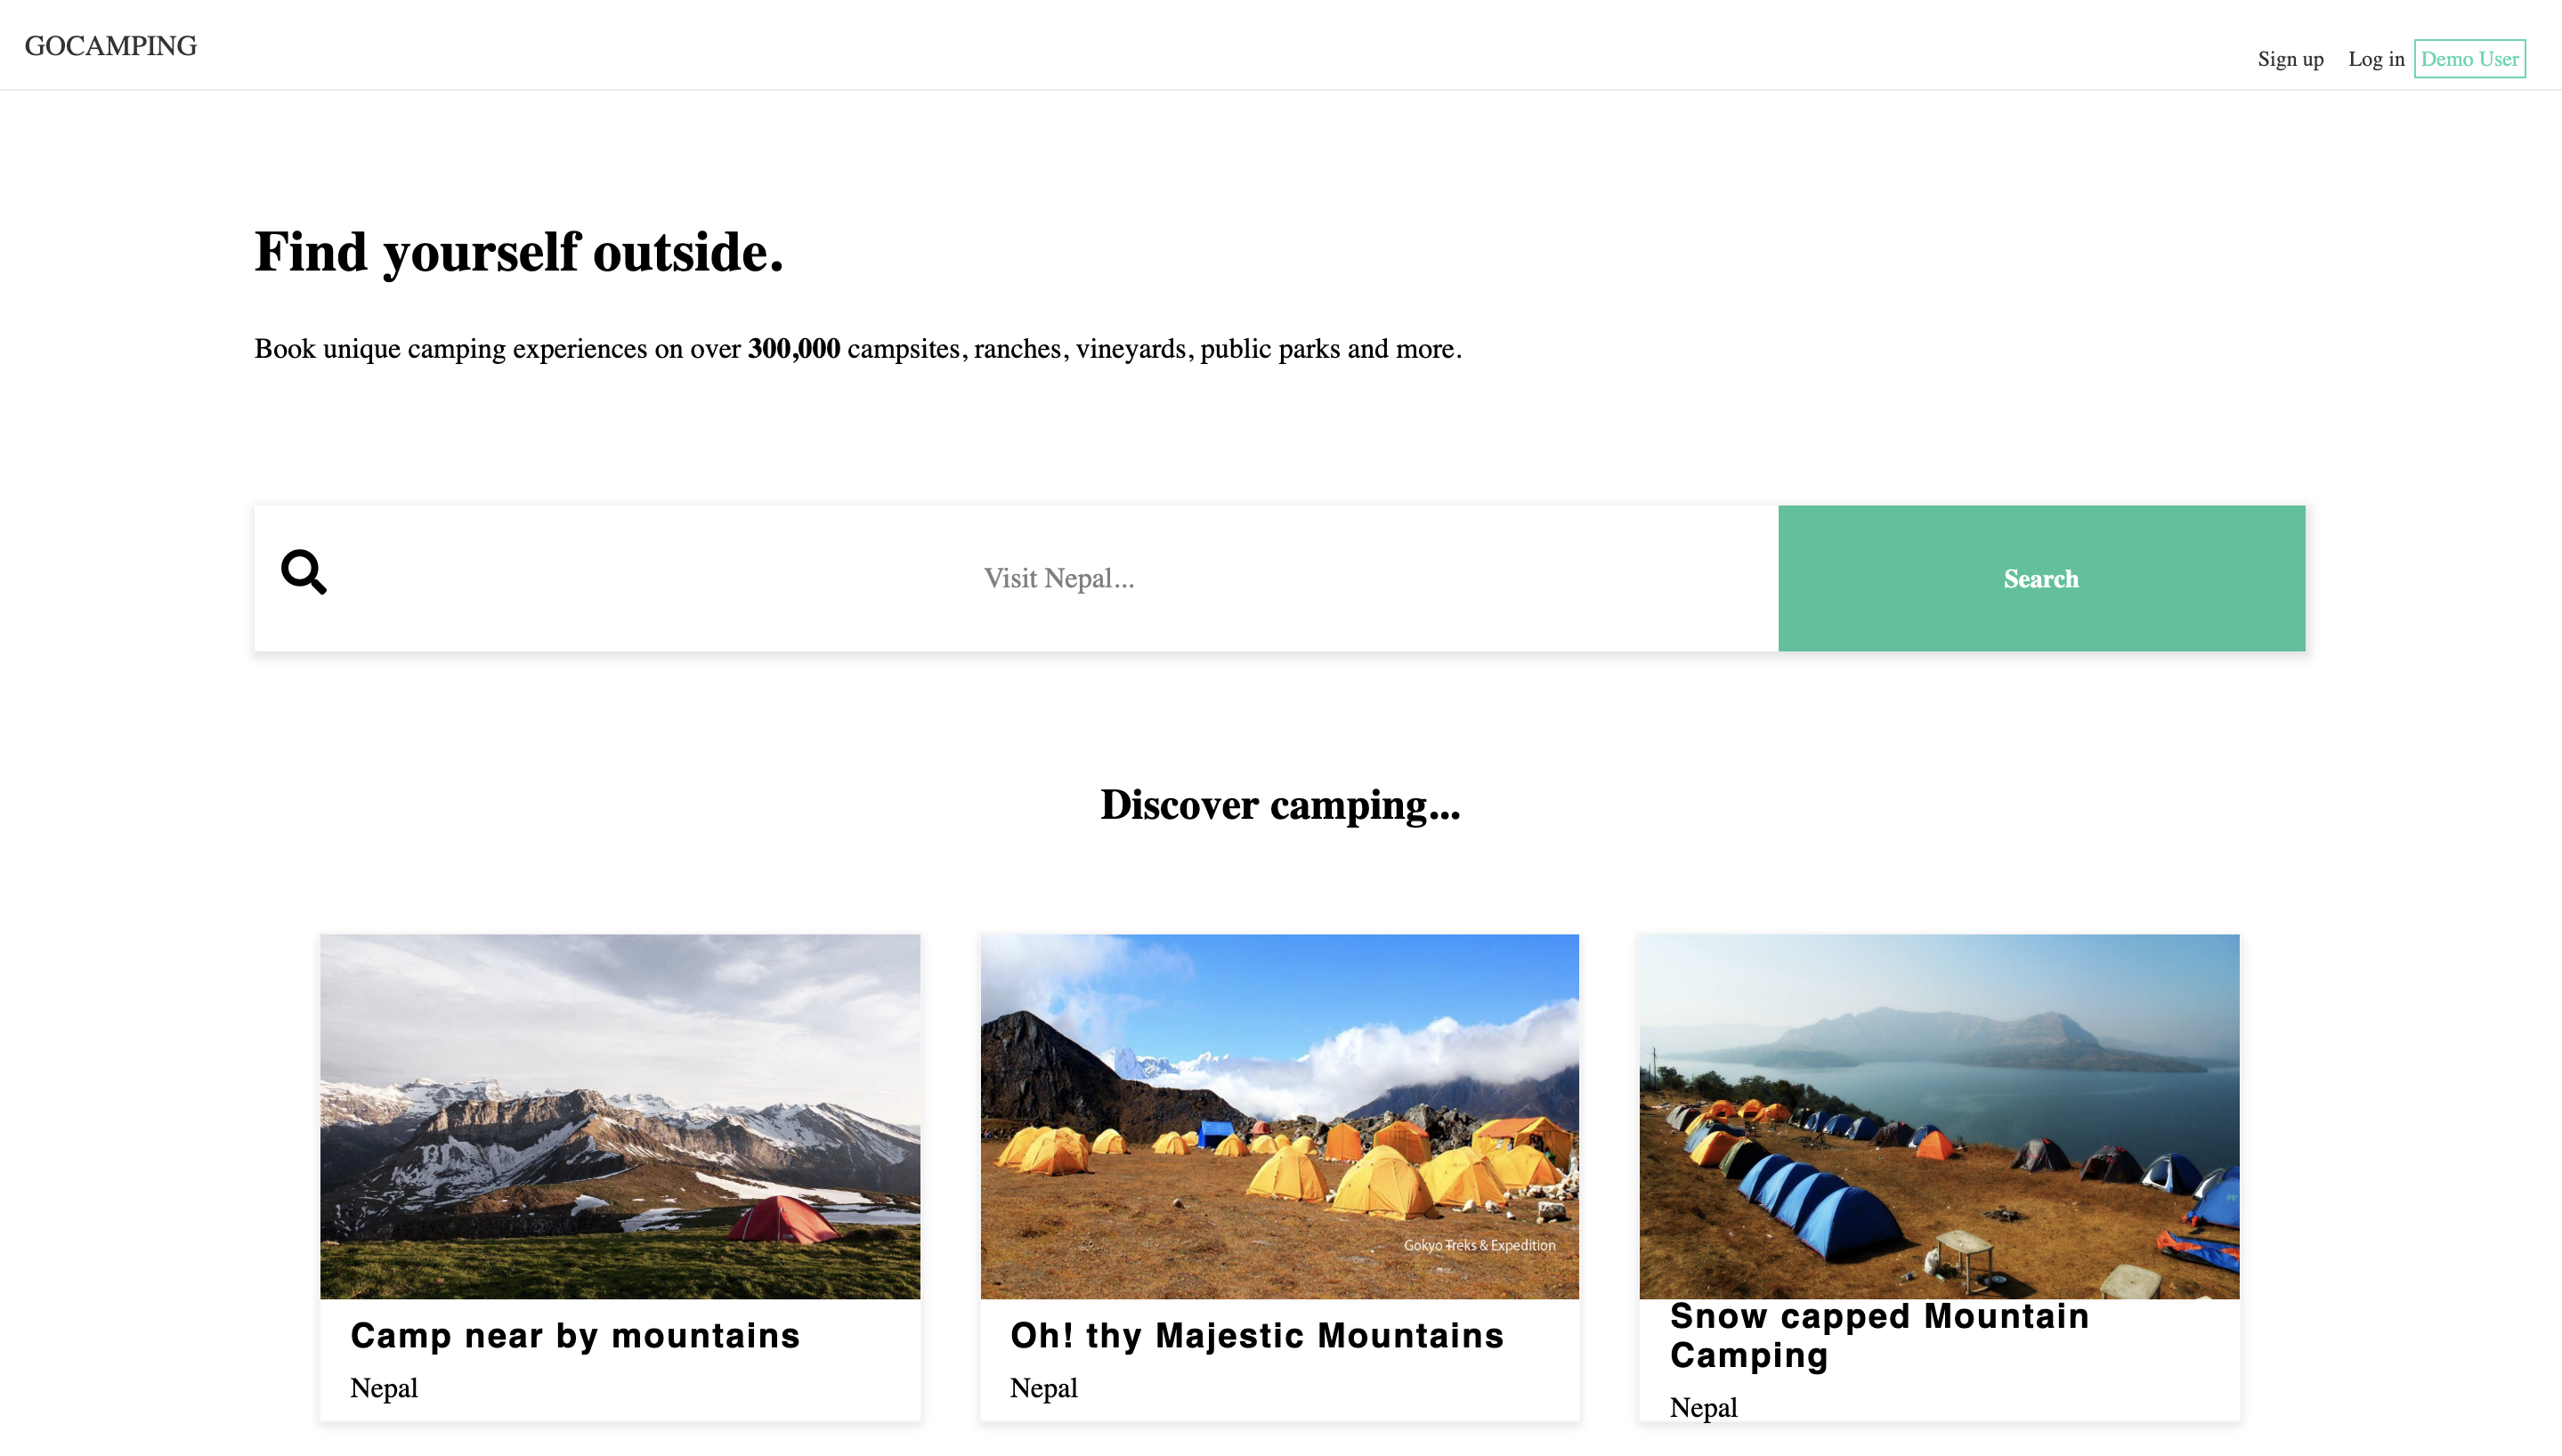 GOCAMPING
Sign up Log in Demo User
Find yourself outside.
Book unique camping experiences on over 300,000 campsites, ranches, vineyards, public parks and more.
Visit Nepal...
Search
Discover camping...
Gokyo Treks & Expedition
Camp near by mountains
Nepal
Oh! thy Majestic Mountains
Nepal
Snow capped Mountain
Camping
Nepal